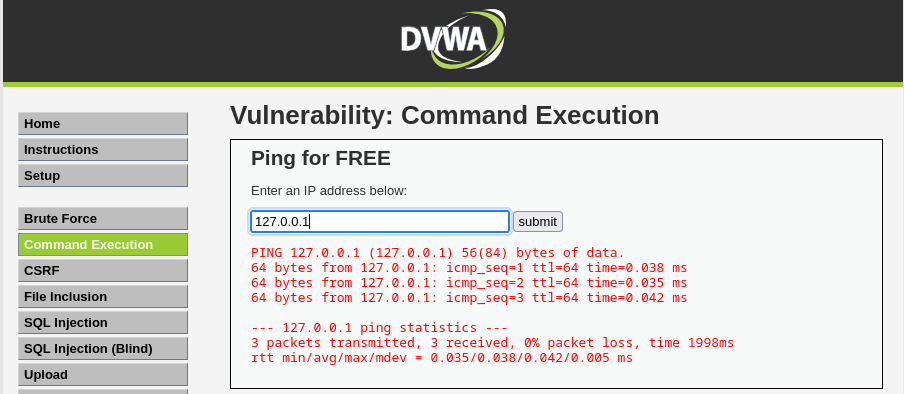 DVWA
Home
Instructions
Setup
Brute Force
Command Execution
CSRF
File Inclusion
SQL Injection
SQL Injection (Blind)
Upload
Vulnerability: Command Execution
Ping for FREE
Enter an IP address below:
127.0.0.1 submit
PING 127.0.0.1 (127.0.0.1) 56(84) bytes of data.
64 bytes from 127.0.0.1: icmp_seq=1 ttl=64 time=0.038 ms
64 bytes from 127.0.0.1: icmp_seq=2 ttl=64 time=0.035 ms
64 bytes from 127.0.0.1: icmp_seq=3 ttl=64 time=0.042 ms
--- 127.0.0.1 ping statistics ---
3 packets transmitted, 3 received, 0% packet loss, time 1998ms
rtt min/avg/max/mdev = 0.035/0.038/0.042/0.005 ms